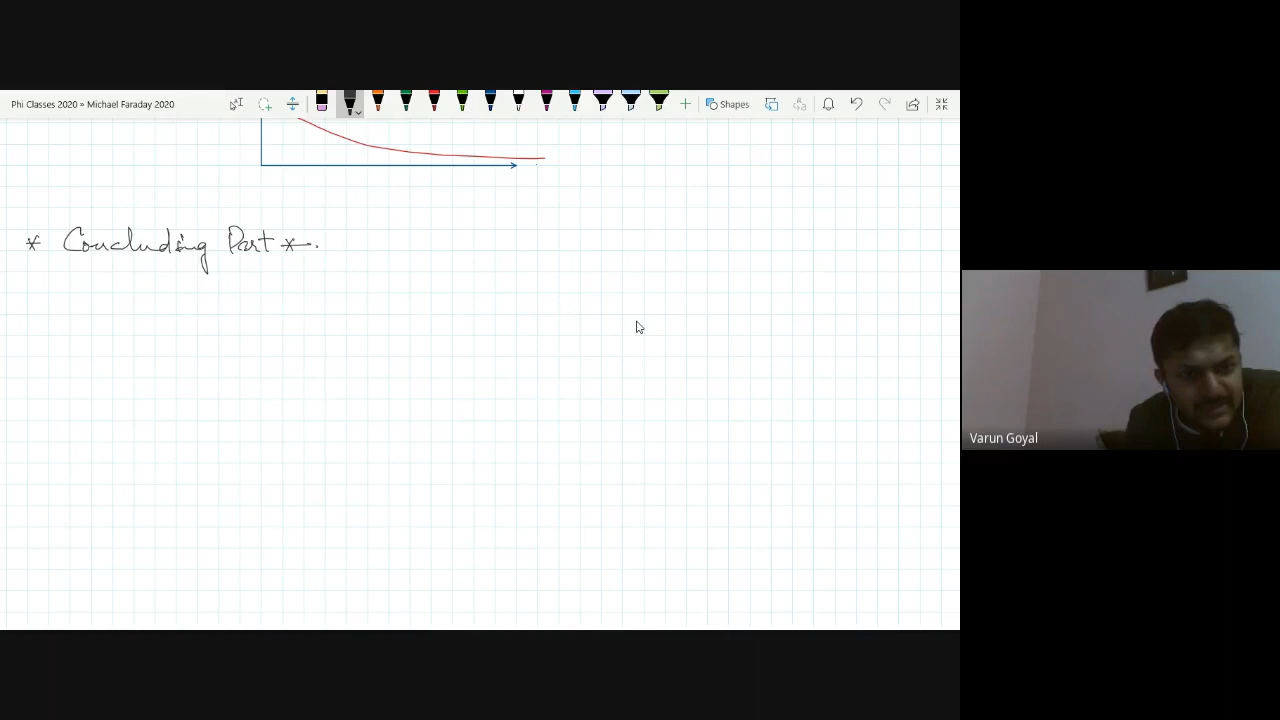 Phi Classes 2020 » Michael Faraday 2020
Shapes
* Concluding Part *.
Varun Goyal